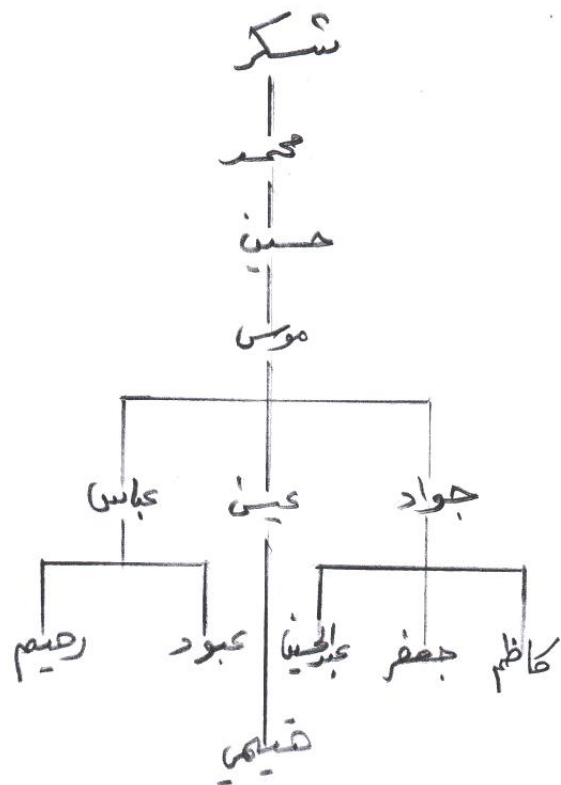 شكر
محمد
حسين
موسى
جواد عيسى عباس
كاظم جعفر عبدالحسين عبود رحيم